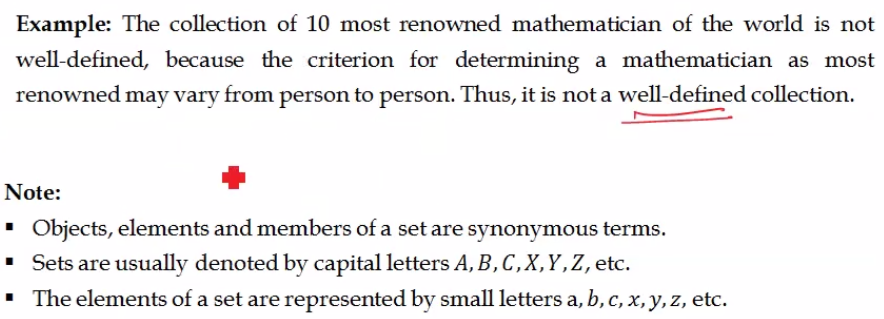 Example: The collection of 10 most renowned mathematician of the world is not
well-defined, because the criterion for determining a mathematician as most
renowned may vary from person to person. Thus, it is not a well-defined collection.
Note:
▪ Objects, elements and members of a set are synonymous terms.
▪ Sets are usually denoted by capital letters A, B, C, X, Y, Z, etc.
▪ The elements of a set are represented by small letters a, b, c, x, y, z, etc.